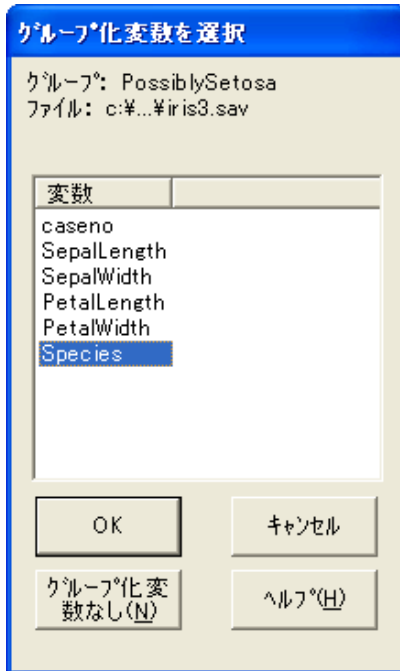 ｸﾞﾙｰﾌﾟ化変数を選択
ｸﾞﾙｰﾌﾟ: PossiblySetosa
ﾌｧｲﾙ: c:¥...¥iris3.sav
変数
caseno
SepalLength
SepalWidth
PetalLength
PetalWidth
Species
OK
ｷｬﾝｾﾙ
ｸﾞﾙｰﾌﾟ化変
数なし(N)
ﾍﾙﾌﾟ(H)